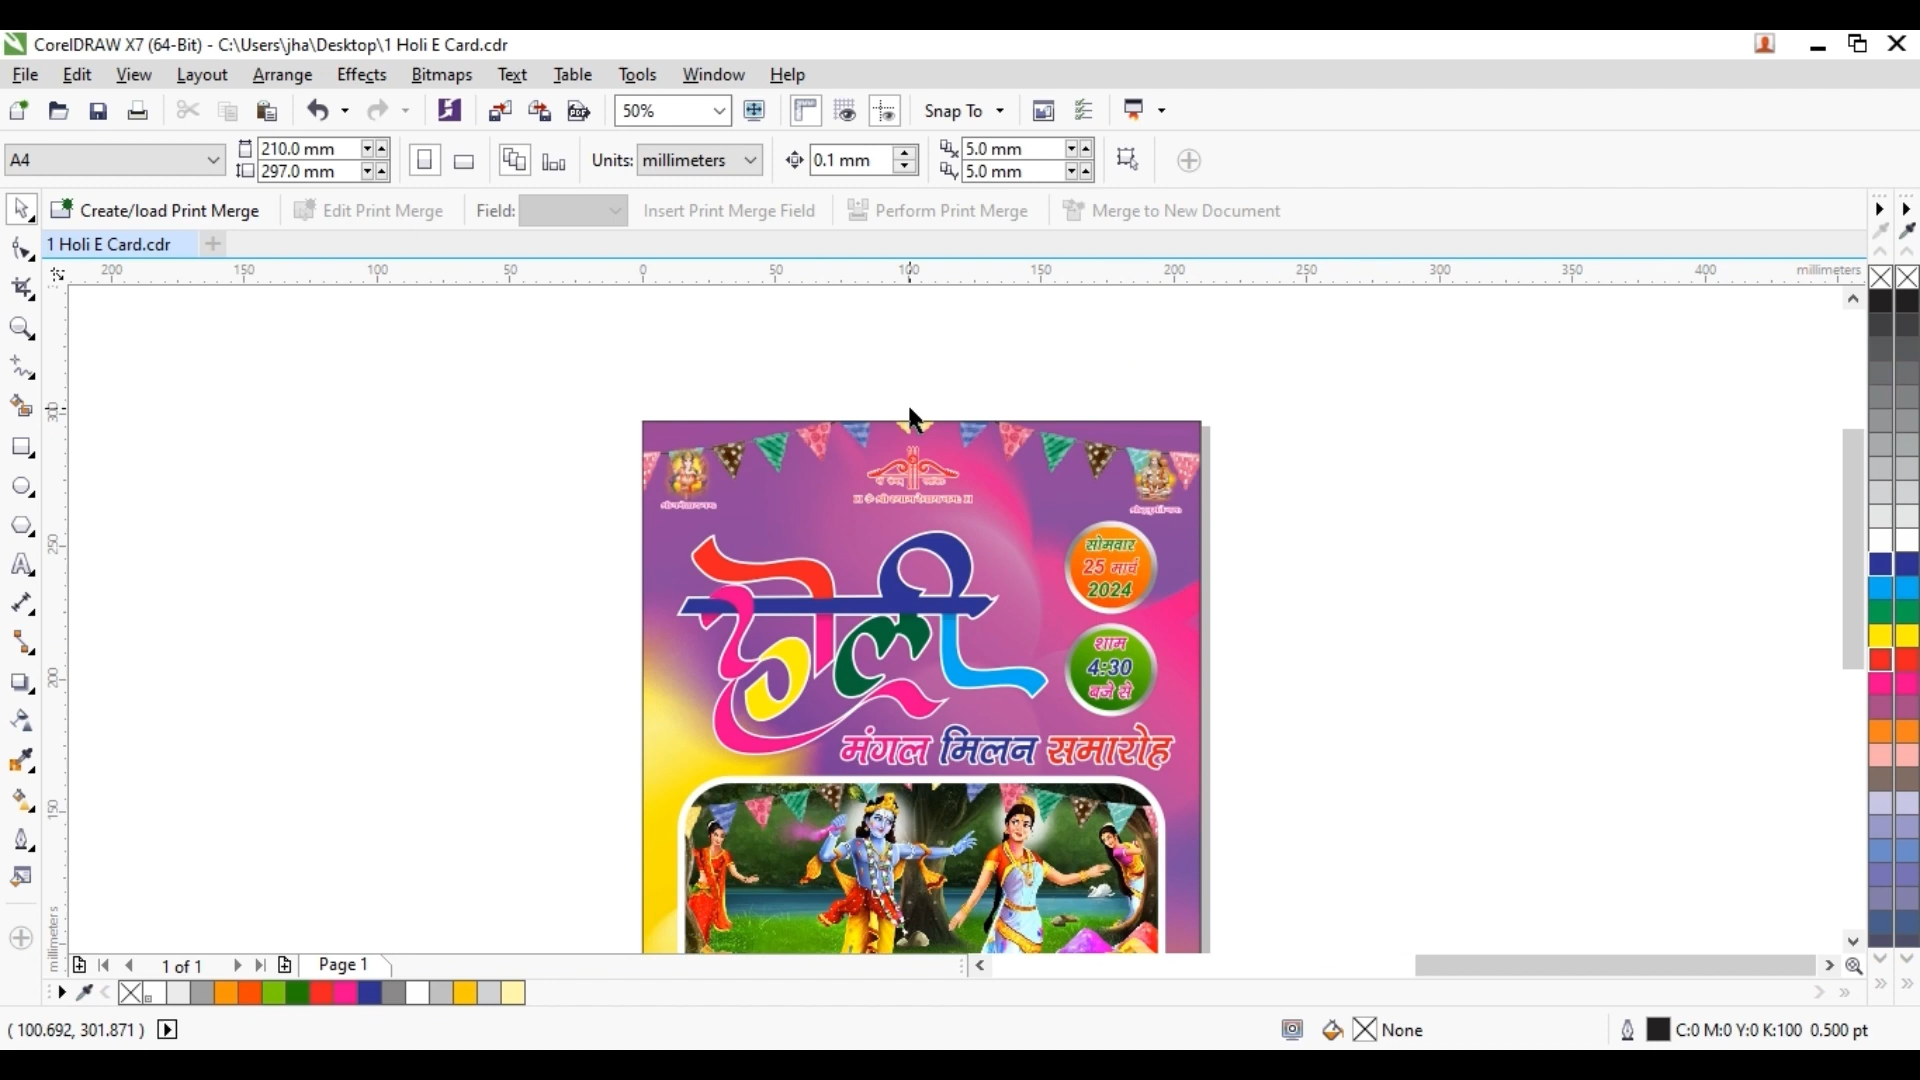 CorelDRAW X7 (64-Bit) - C:\Users\jha\Desktop\1 Holi E Card.cdr
File Edit View Layout Arrange Effects Bitmaps Text Table Tools Window Help
50% Snap To
A4 210.0 mm 297.0 mm Units: millimeters 0.1 mm 5.0 mm 5.0 mm
Create/load Print Merge Edit Print Merge Field: Insert Print Merge Field Perform Print Merge Merge to New Document
1 Holi E Card.cdr
200 150 100 50 0 50 100 150 200 250 300 350 400 millimeters
300
250
200
150
millimeters
सोमवार
25 मार्च
2024
होली
शाम
4:30
बजे से
मंगल मिलन समारोह
1 of 1 Page 1
( 100.692, 301.871 ) None C:0 M:0 Y:0 K:100 0.500 pt